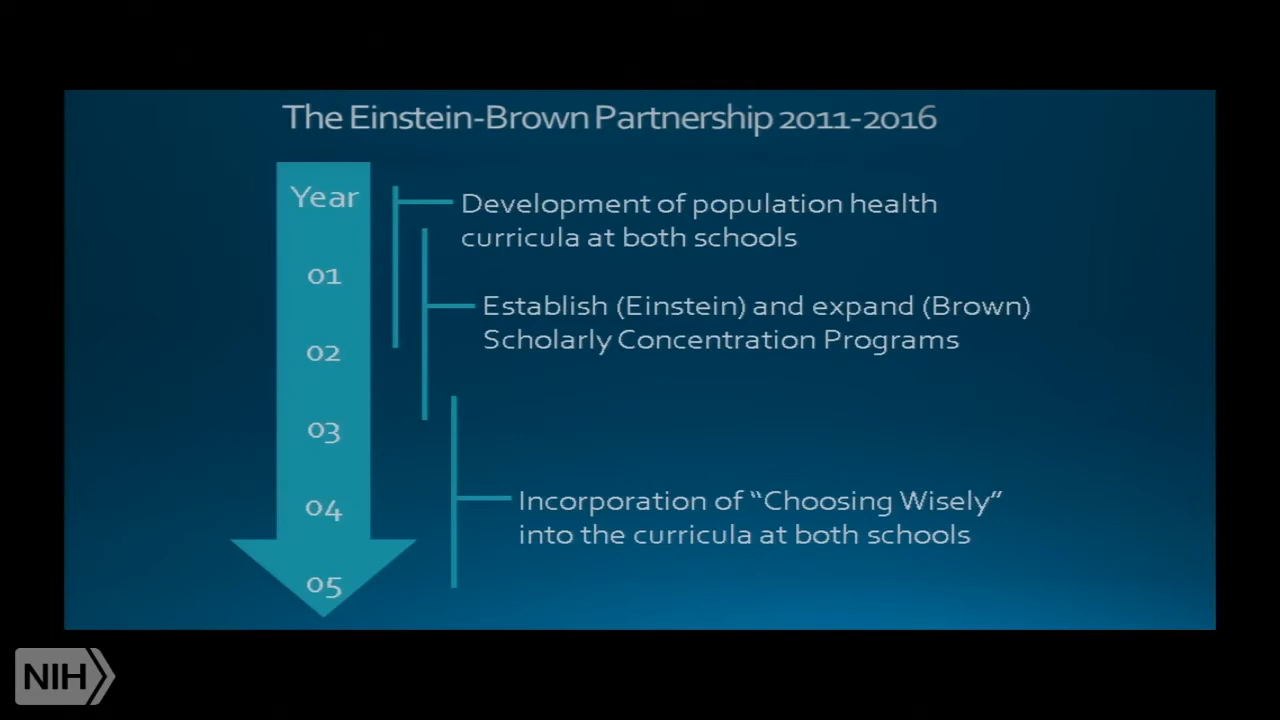 The Einstein-Brown Partnership 2011-2016
Year
Development of population health
curricula at both schools
01
Establish (Einstein) and expand (Brown)
Scholarly Concentration Programs
02
03
04
Incorporation of “Choosing Wisely”
into the curricula at both schools
05
NIH